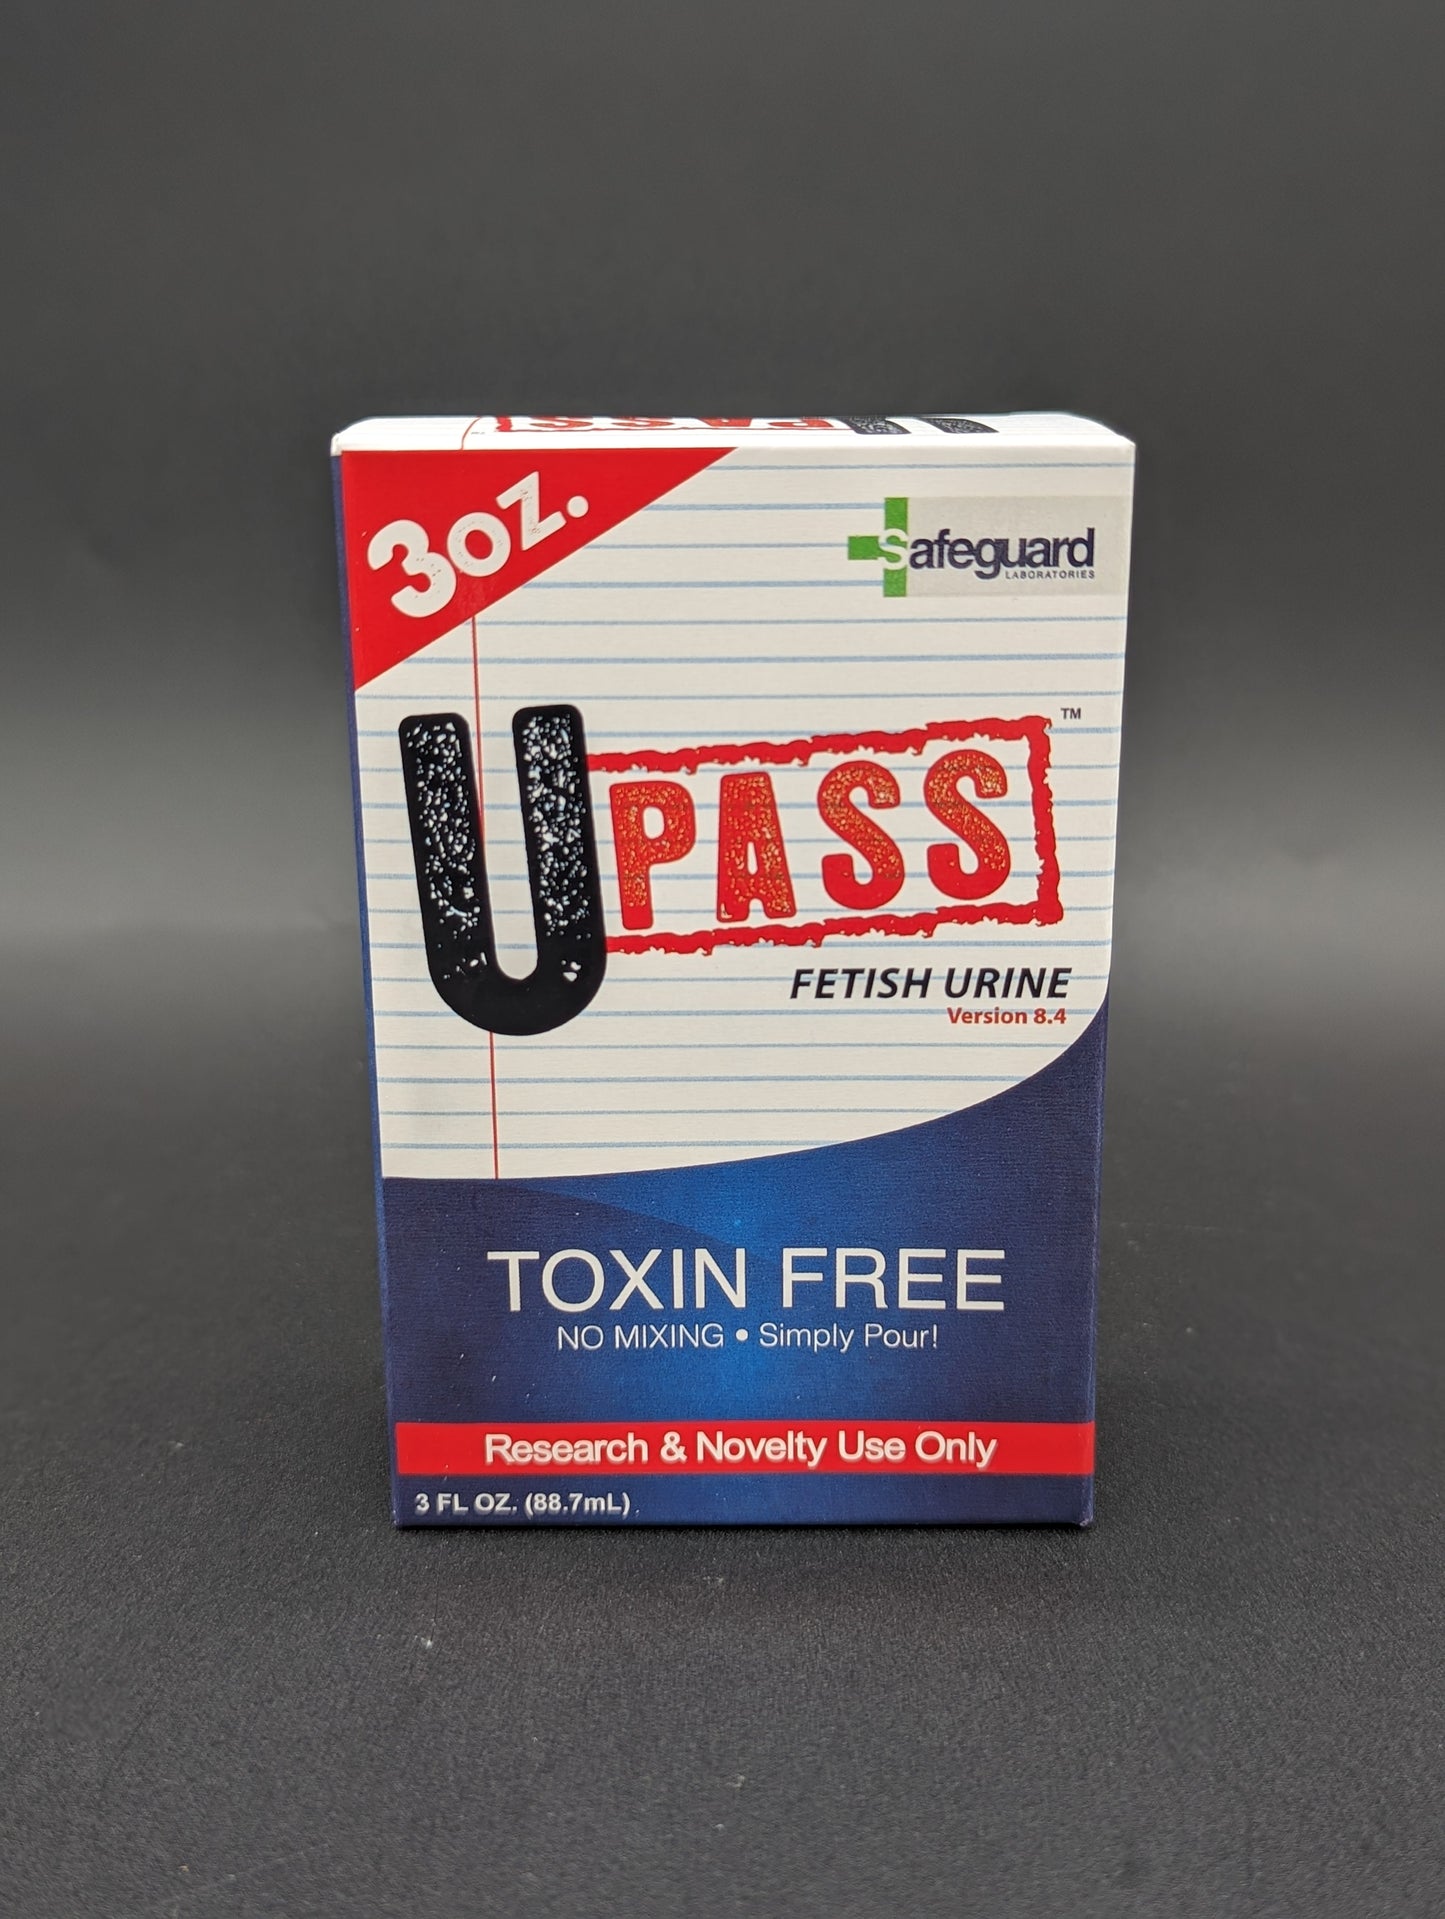 PASS U
3oz.
Safeguard
LABORATORIES
UPASS™
FETISH URINE
Version 8.4
TOXIN FREE
NO MIXING • Simply Pour!
Research & Novelty Use Only
3 FL OZ. (88.7mL)